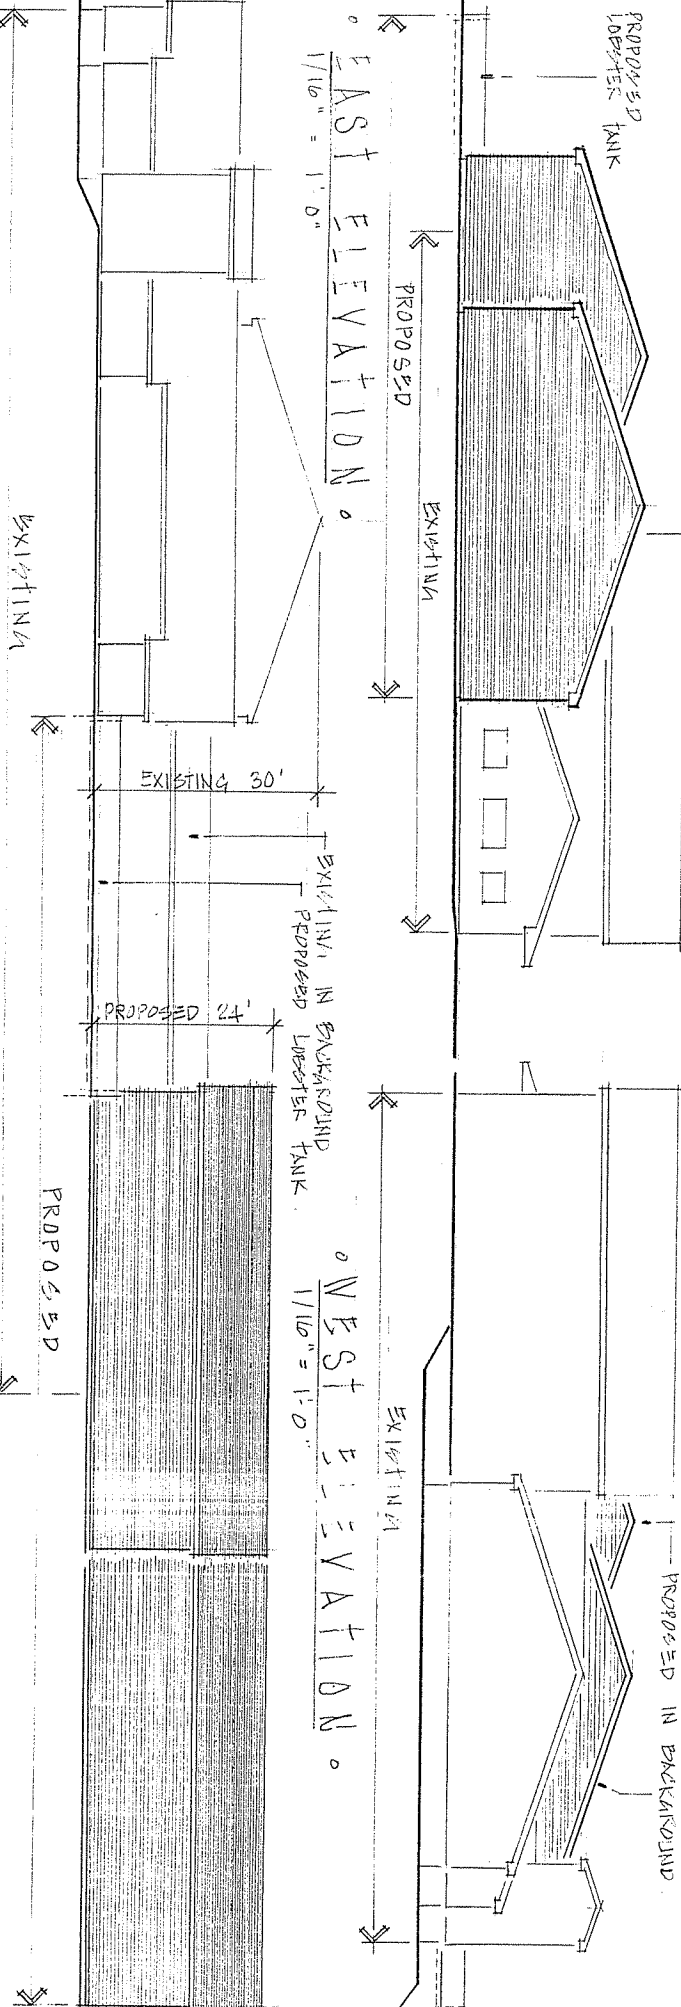 PROPOSED
LOBSTER TANK
PROPOSED
EXISTING
° EAST ELEVATION °
1/16" = 1'0"
PROPOSED IN BACKGROUND
EXISTING
° WEST ELEVATION °
1/16" = 1'-0"
EXISTING 30'
EXISTING IN BACKGROUND
PROPOSED LOBSTER TANK
PROPOSED 24'
EXISTING
PROPOSED